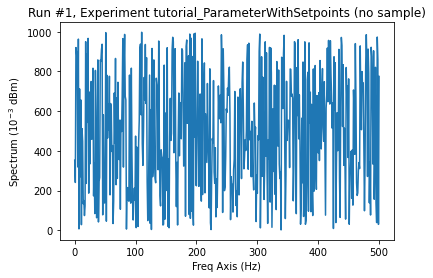 Run #1, Experiment tutorial_ParameterWithSetpoints (no sample)
1000
800
600
400
200
0
Spectrum (10⁻³ dBm)
0 100 200 300 400 500
Freq Axis (Hz)